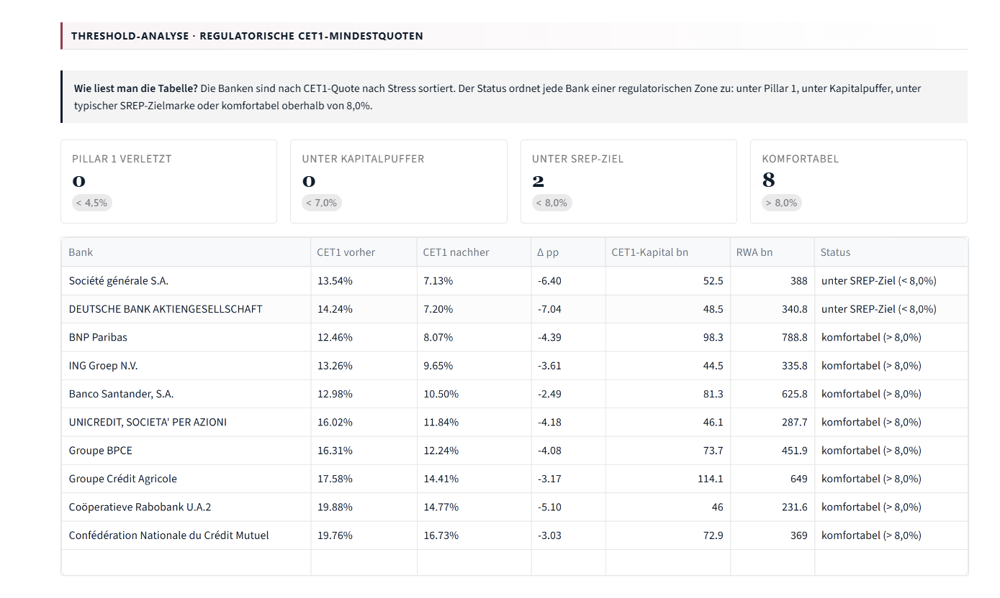 THRESHOLD-ANALYSE · REGULATORISCHE CET1-MINDESTQUOTEN
Wie liest man die Tabelle? Die Banken sind nach CET1-Quote nach Stress sortiert. Der Status ordnet jede Bank einer regulatorischen Zone zu: unter Pillar 1, unter Kapitalpuffer, unter
typischer SREP-Zielmarke oder komfortabel oberhalb von 8,0%.
PILLAR 1 VERLETZT
0
< 4,5%
UNTER KAPITALPUFFER
0
< 7,0%
UNTER SREP-ZIEL
2
< 8,0%
KOMFORTABEL
8
> 8,0%
Bank CET1 vorher CET1 nachher Δ pp CET1-Kapital bn RWA bn Status
Société générale S.A. 13.54% 7.13% -6.40 52.5 388 unter SREP-Ziel (< 8,0%)
DEUTSCHE BANK AKTIENGESELLSCHAFT 14.24% 7.20% -7.04 48.5 340.8 unter SREP-Ziel (< 8,0%)
BNP Paribas 12.46% 8.07% -4.39 98.3 788.8 komfortabel (> 8,0%)
ING Groep N.V. 13.26% 9.65% -3.61 44.5 335.8 komfortabel (> 8,0%)
Banco Santander, S.A. 12.98% 10.50% -2.49 81.3 625.8 komfortabel (> 8,0%)
UNICREDIT, SOCIETA' PER AZIONI 16.02% 11.84% -4.18 46.1 287.7 komfortabel (> 8,0%)
Groupe BPCE 16.31% 12.24% -4.08 73.7 451.9 komfortabel (> 8,0%)
Groupe Crédit Agricole 17.58% 14.41% -3.17 114.1 649 komfortabel (> 8,0%)
Coöperatieve Rabobank U.A.2 19.88% 14.77% -5.10 46 231.6 komfortabel (> 8,0%)
Confédération Nationale du Crédit Mutuel 19.76% 16.73% -3.03 72.9 369 komfortabel (> 8,0%)